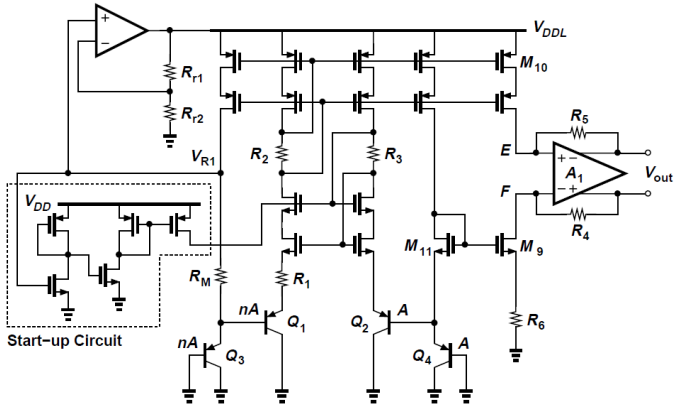 V_DDL
+
−
R_r1
M_10
R_r2
R_5
V_R1
R_2
R_3
E
+ −
A_1
V_out
− +
F
V_DD
R_4
M_11
M_9
R_M
R_1
nA
Q_1
Q_2
A
R_6
Start−up Circuit
nA
Q_3
Q_4
A